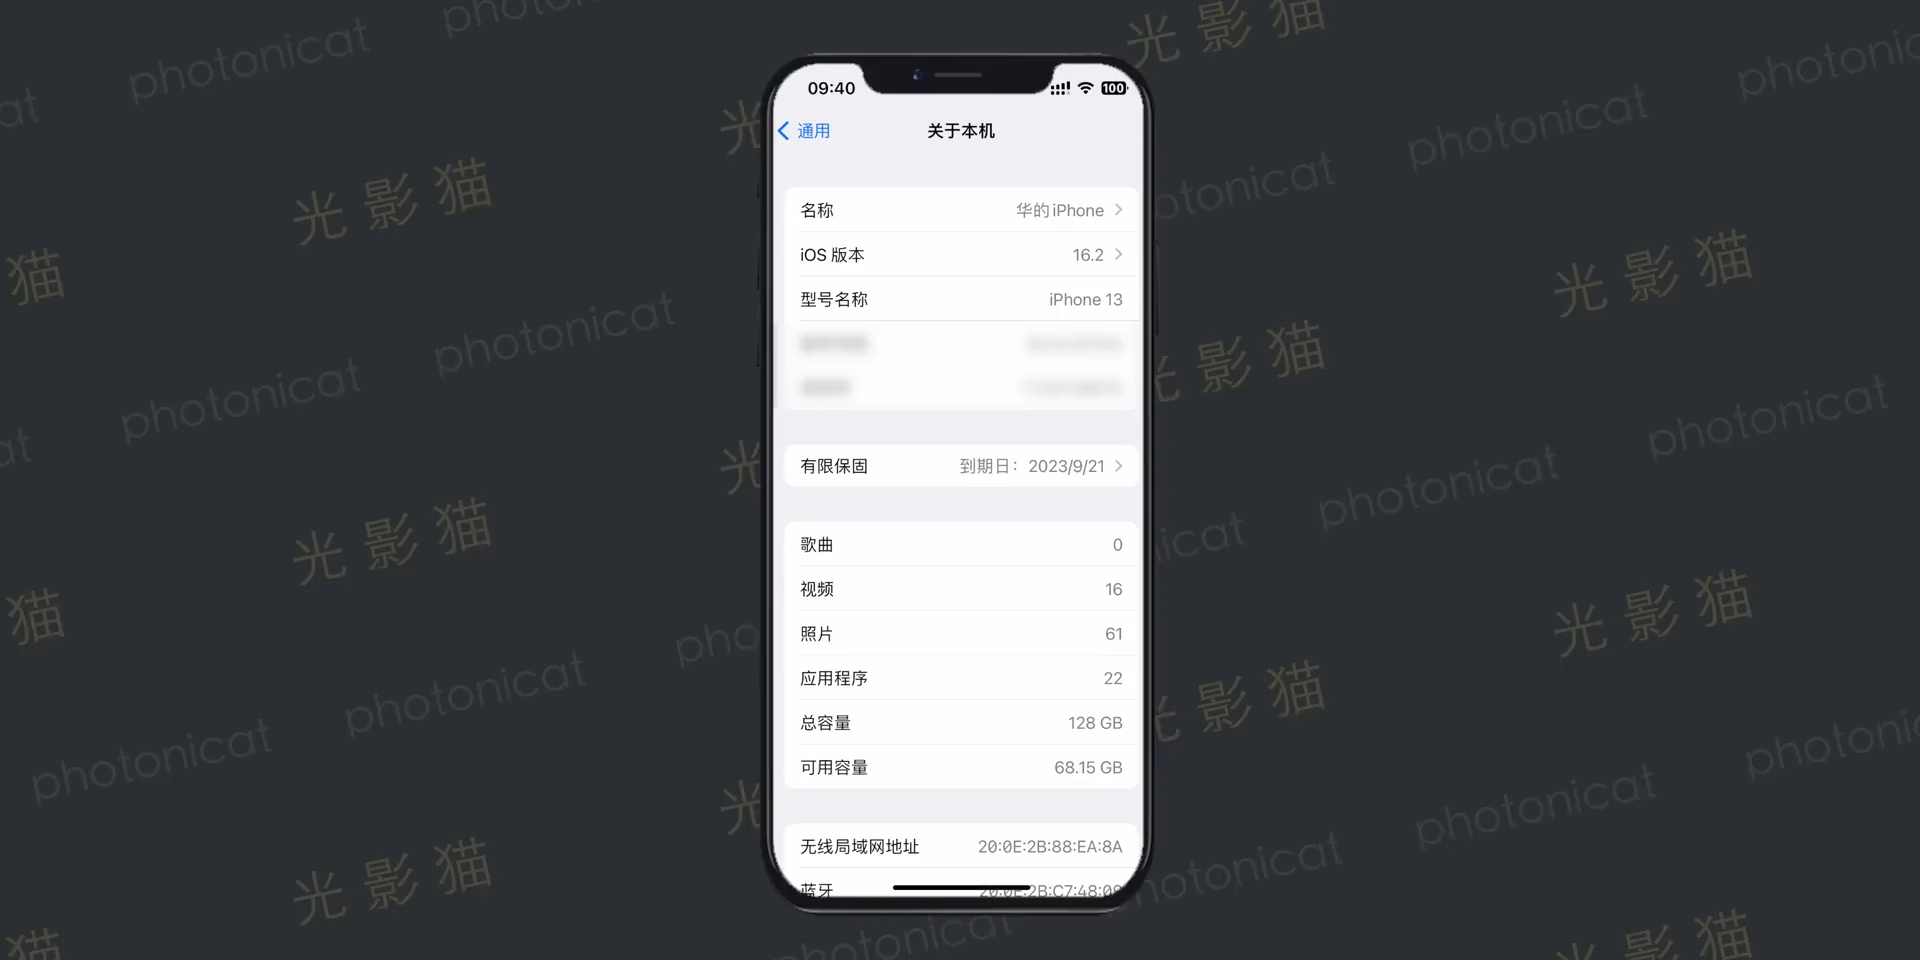 09:40
100
通用
关于本机
名称 华的iPhone
iOS 版本 16.2
型号名称 iPhone 13
有限保固 到期日: 2023/9/21
歌曲 0
视频 16
照片 61
应用程序 22
总容量 128 GB
可用容量 68.15 GB
无线局域网地址 20:0E:2B:88:EA:8A
蓝牙
photonicat
光影猫